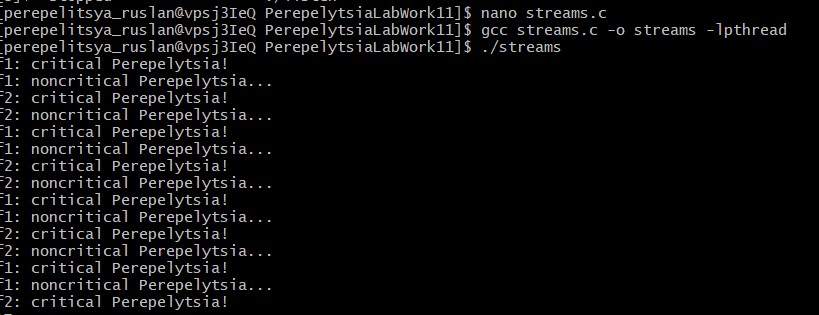 [perepelitsya_ruslan@vpsj3IeQ PerepelytsiaLabWork11]$ nano streams.c
[perepelitsya_ruslan@vpsj3IeQ PerepelytsiaLabWork11]$ gcc streams.c -o streams -lpthread
[perepelitsya_ruslan@vpsj3IeQ PerepelytsiaLabWork11]$ ./streams
f1: critical Perepelytsia!
f1: noncritical Perepelytsia...
f2: critical Perepelytsia!
f2: noncritical Perepelytsia...
f1: critical Perepelytsia!
f1: noncritical Perepelytsia...
f2: critical Perepelytsia!
f2: noncritical Perepelytsia...
f1: critical Perepelytsia!
f1: noncritical Perepelytsia...
f2: critical Perepelytsia!
f2: noncritical Perepelytsia...
f1: critical Perepelytsia!
f1: noncritical Perepelytsia...
f2: critical Perepelytsia!